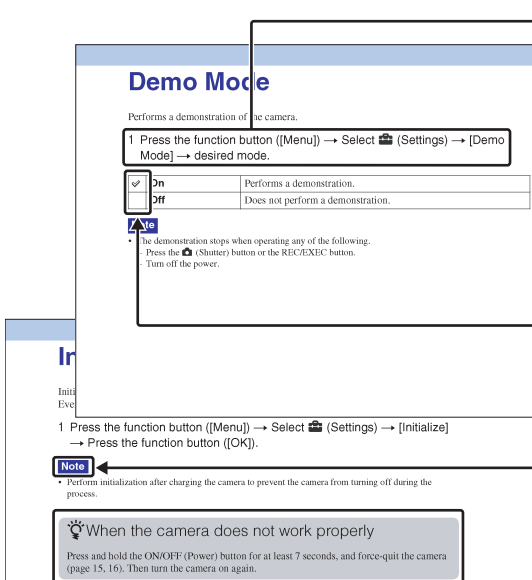 Demo Mode
Performs a demonstration of the camera.
1 Press the function button ([Menu]) → Select (Settings) → [Demo
Mode] → desired mode.
On Performs a demonstration.
Off Does not perform a demonstration.
Note
• The demonstration stops when operating any of the following.
- Press the (Shutter) button or the REC/EXEC button.
- Turn off the power.
1 Press the function button ([Menu]) → Select (Settings) → [Initialize]
→ Press the function button ([OK]).
Note
• Perform initialization after charging the camera to prevent the camera from turning off during the
process.
When the camera does not work properly
Press and hold the ON/OFF (Power) button for at least 7 seconds, and force-quit the camera
(page 15, 16). Then turn the camera on again.